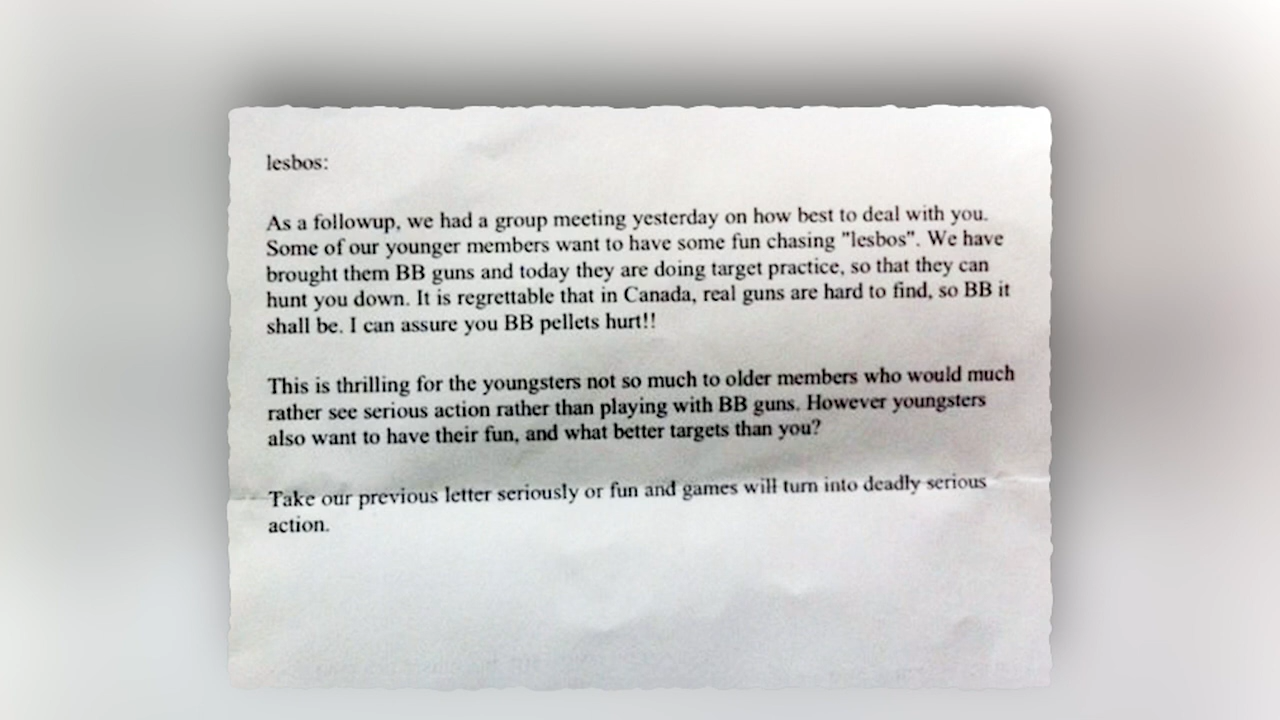 lesbos:
As a followup, we had a group meeting yesterday on how best to deal with you.
Some of our younger members want to have some fun chasing "lesbos". We have
brought them BB guns and today they are doing target practice, so that they can
hunt you down. It is regrettable that in Canada, real guns are hard to find, so BB it
shall be. I can assure you BB pellets hurt!!
This is thrilling for the youngsters not so much to older members who would much
rather see serious action rather than playing with BB guns. However youngsters
also want to have their fun, and what better targets than you?
Take our previous letter seriously or fun and games will turn into deadly serious
action.